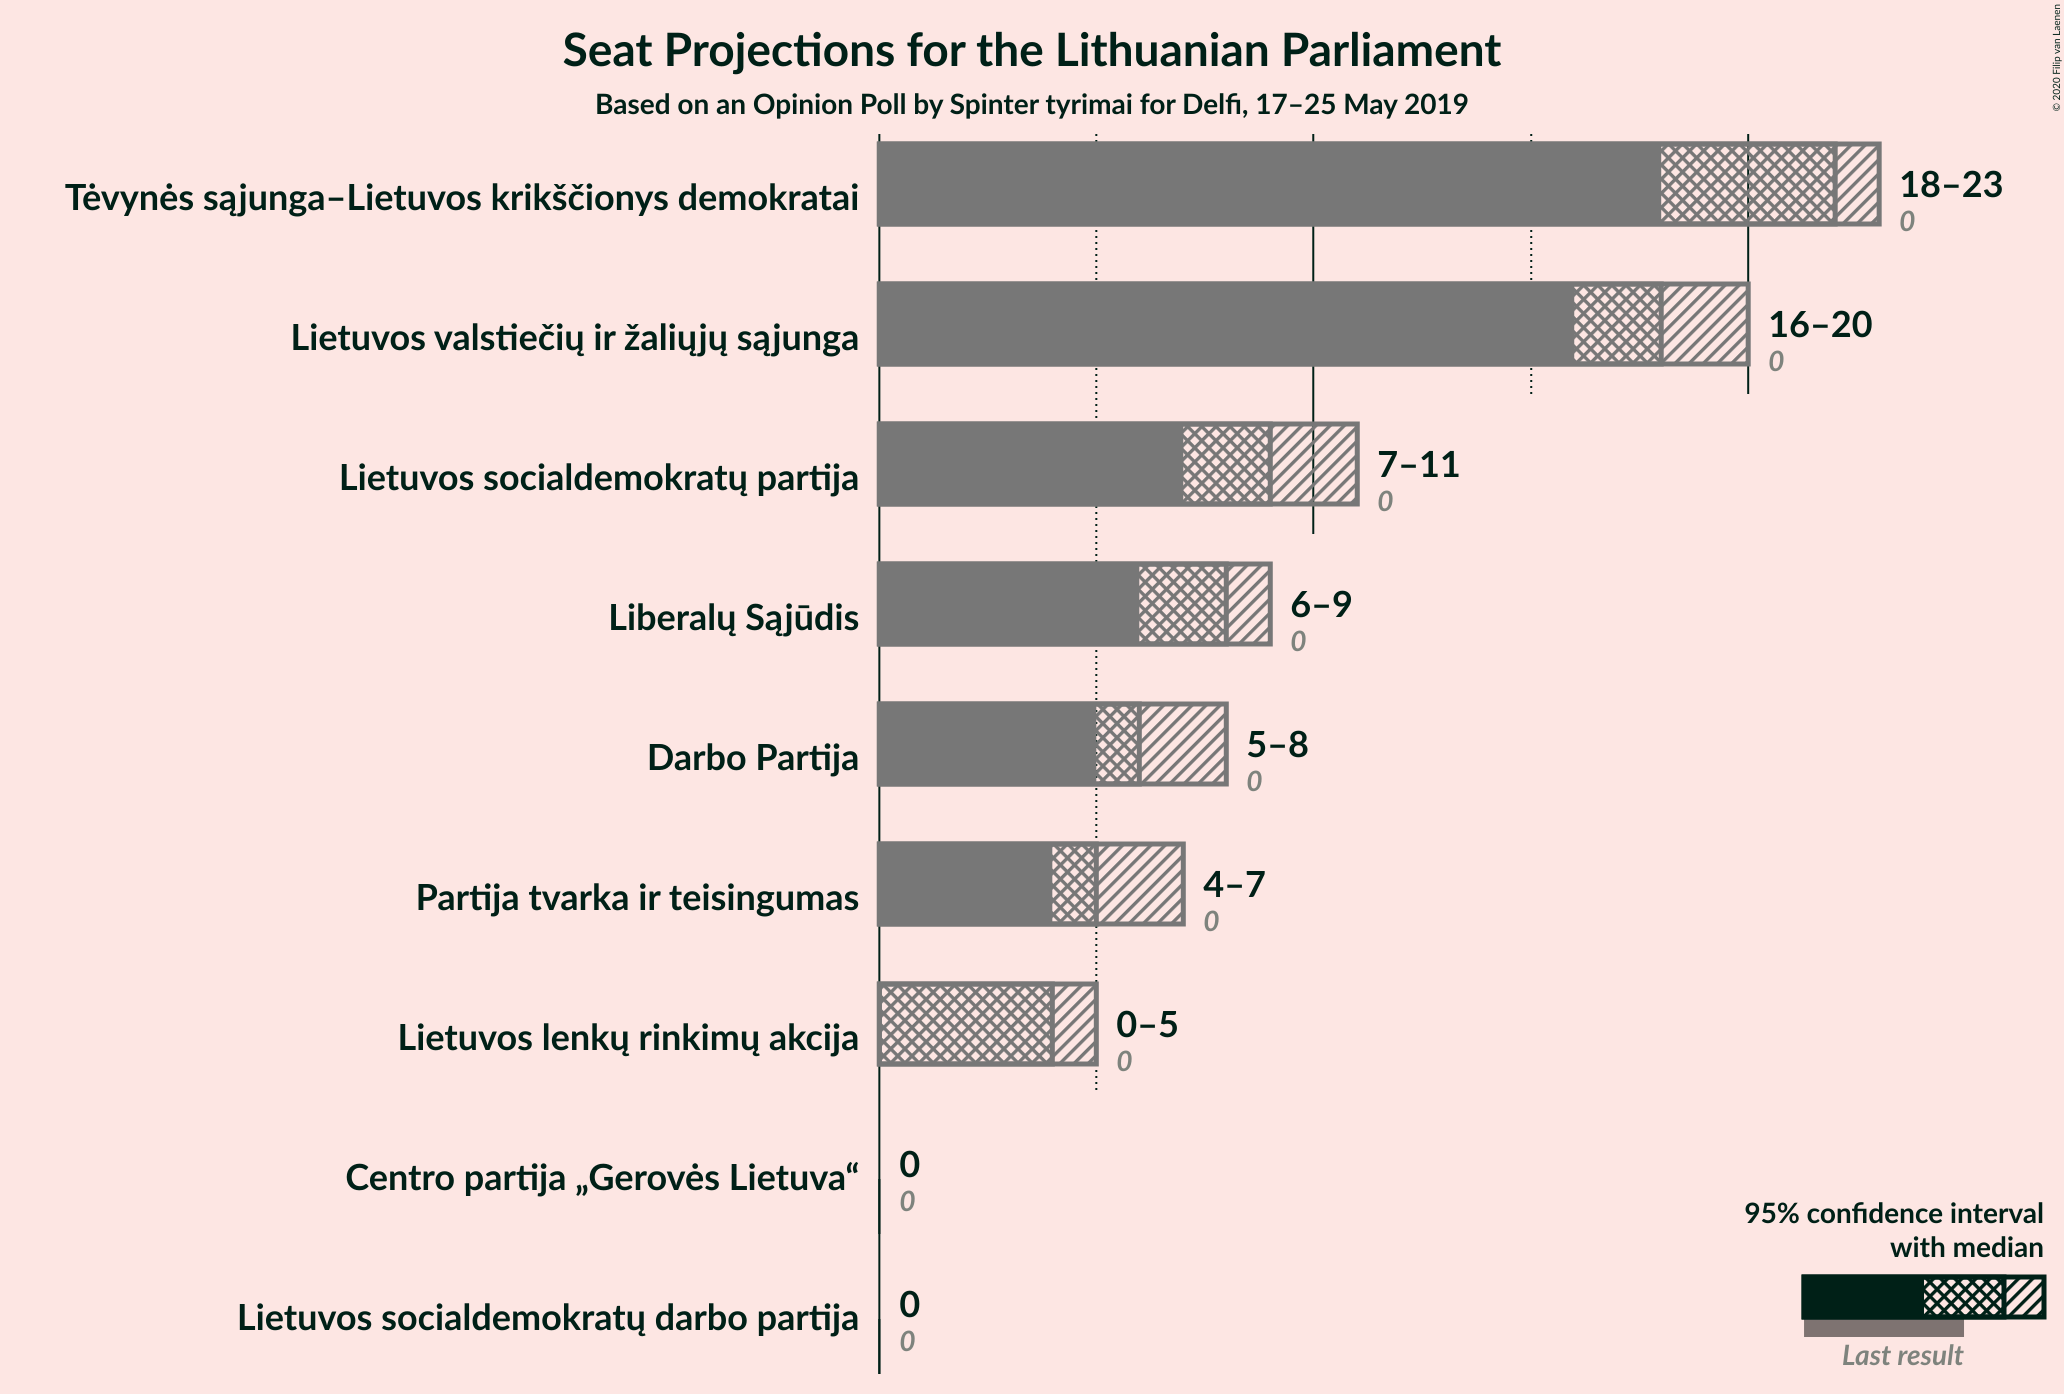 Seat Projections for the Lithuanian Parliament
Based on an Opinion Poll by Spinter tyrimai for Delfi, 17–25 May 2019
© 2020 Filip van Laenen
Tėvynės sąjunga–Lietuvos krikščionys demokratai
18–23
0
Lietuvos valstiečių ir žaliųjų sąjunga
16–20
0
Lietuvos socialdemokratų partija
7–11
0
Liberalų Sąjūdis
6–9
0
Darbo Partija
5–8
0
Partija tvarka ir teisingumas
4–7
0
Lietuvos lenkų rinkimų akcija
0–5
0
Centro partija „Gerovės Lietuva“
0
0
Lietuvos socialdemokratų darbo partija
0
0
95% confidence interval
with median
Last result